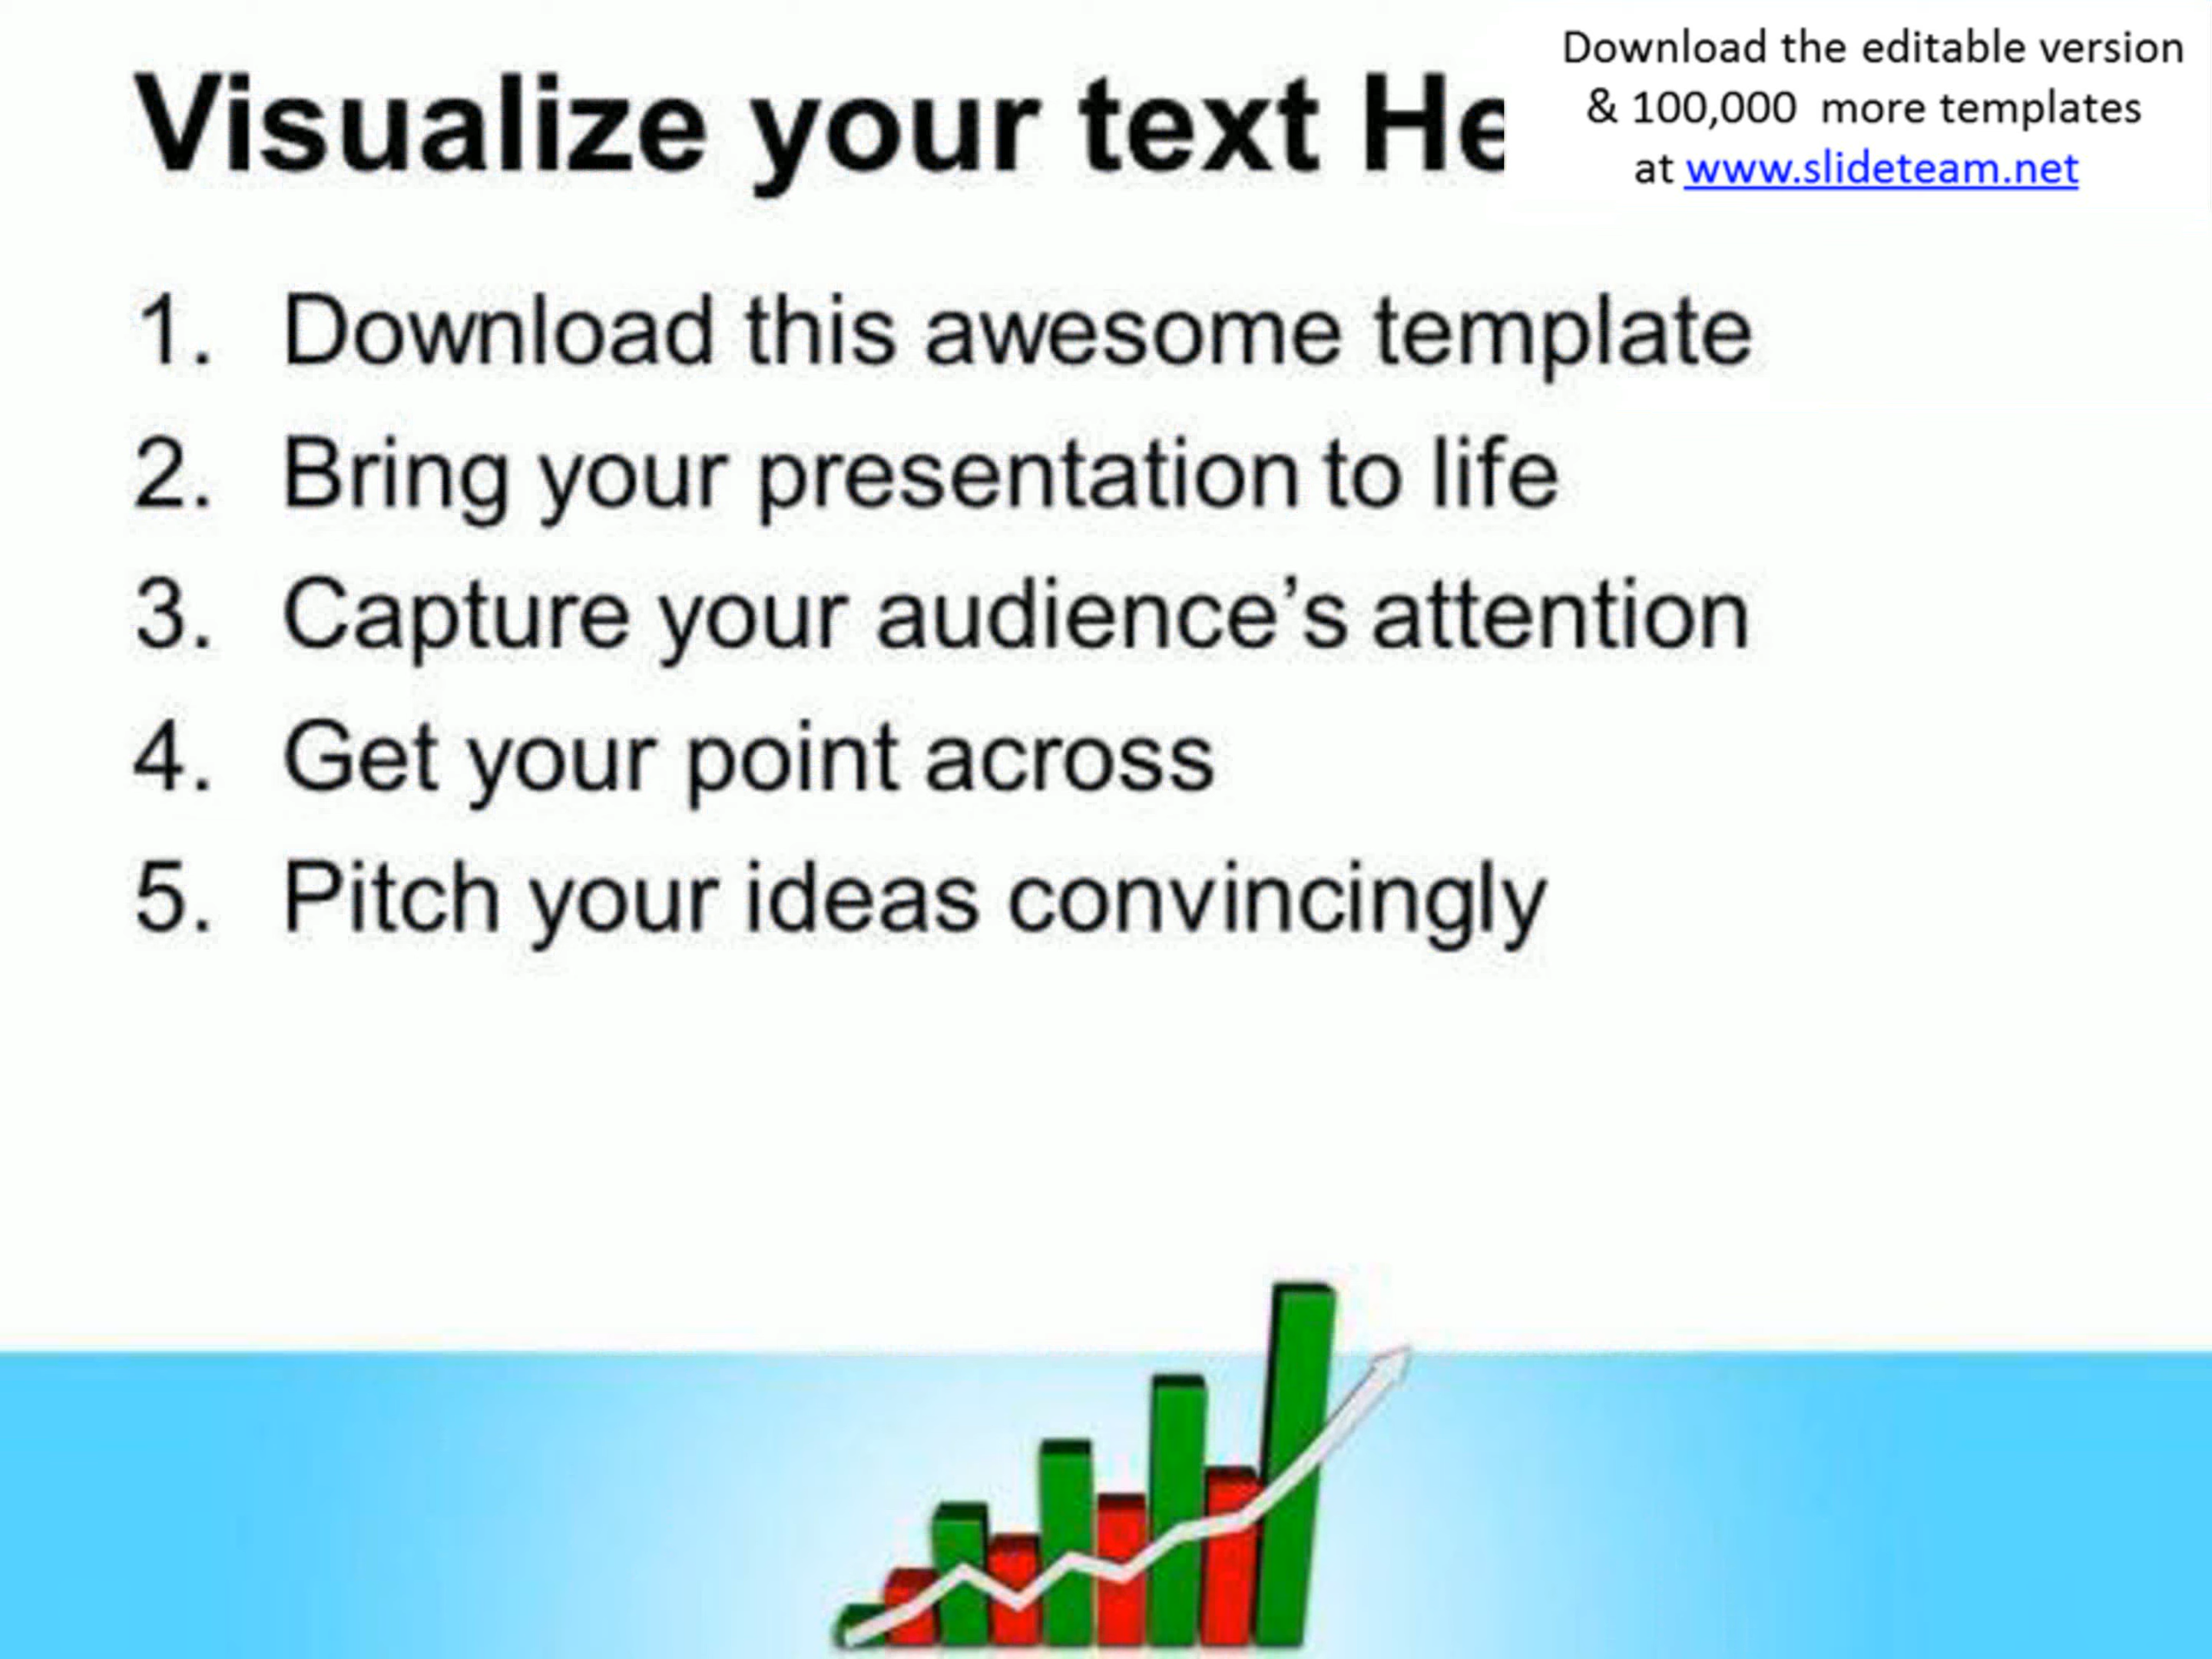 Visualize your text He
Download the editable version
& 100,000 more templates
at www.slideteam.net
1. Download this awesome template
2. Bring your presentation to life
3. Capture your audience’s attention
4. Get your point across
5. Pitch your ideas convincingly